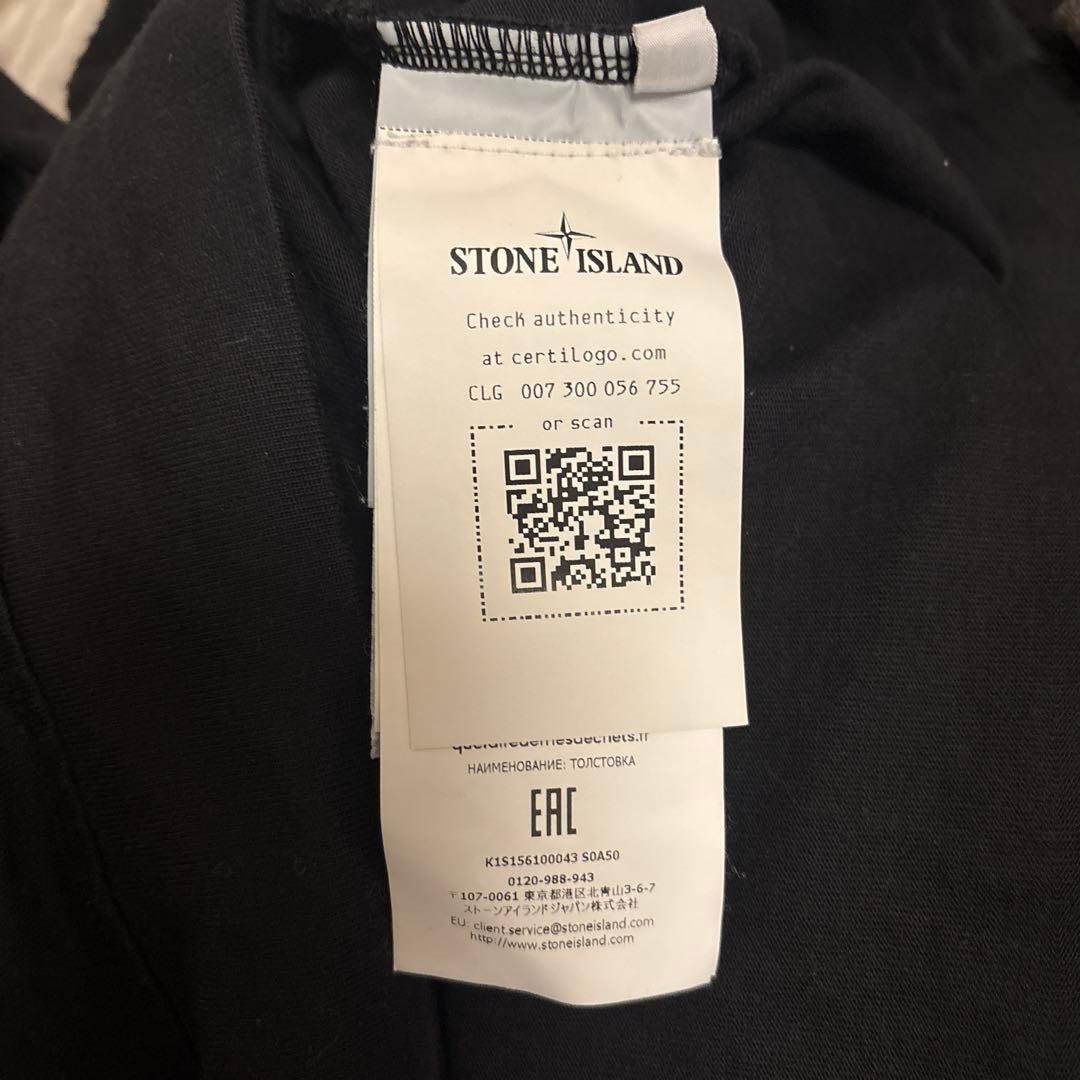 STONE ISLAND
Check authenticity
at certilogo.com
CLG 007 300 056 755
or scan
quefairedemesdechets.fr
НАИМЕНОВАНИЕ: ТОЛСТОВКА
EAC
K1S156100043 S0A50
0120-988-943
〒107-0061 東京都港区北青山3-6-7
ストーンアイランドジャパン株式会社
EU: client.service@stoneisland.com
http://www.stoneisland.com